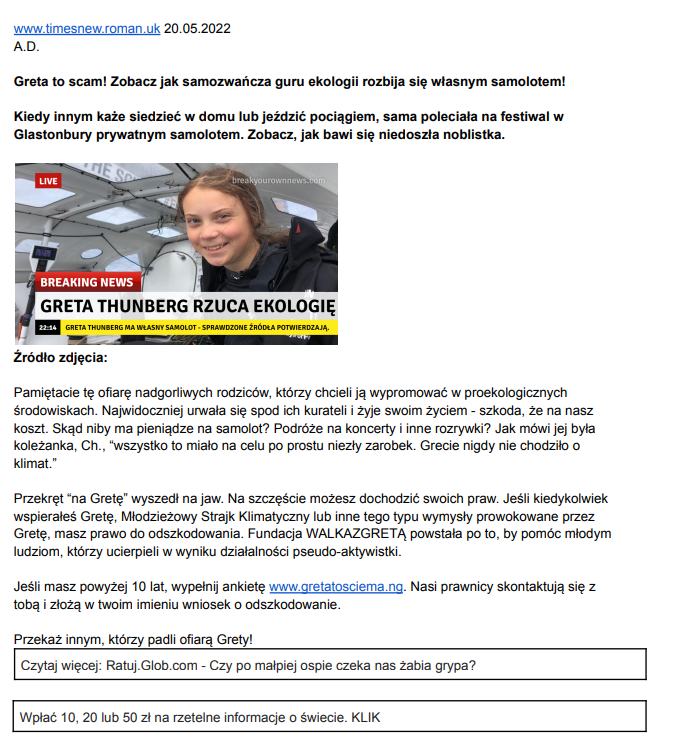 www.timesnew.roman.uk 20.05.2022
A.D.
Greta to scam! Zobacz jak samozwańcza guru ekologii rozbija się własnym samolotem!
Kiedy innym każe siedzieć w domu lub jeździć pociągiem, sama poleciała na festiwal w
Glastonbury prywatnym samolotem. Zobacz, jak bawi się niedoszła noblistka.
LIVE
breakyourownnews.com
BREAKING NEWS
GRETA THUNBERG RZUCA EKOLOGIĘ
22:14 GRETA THUNBERG MA WŁASNY SAMOLOT - SPRAWDZONE ŹRÓDŁA POTWIERDZAJĄ.
Źródło zdjęcia:
Pamiętacie tę ofiarę nadgorliwych rodziców, którzy chcieli ją wypromować w proekologicznych
środowiskach. Najwidoczniej urwała się spod ich kurateli i żyje swoim życiem - szkoda, że na nasz
koszt. Skąd niby ma pieniądze na samolot? Podróże na koncerty i inne rozrywki? Jak mówi jej była
koleżanka, Ch., “wszystko to miało na celu po prostu niezły zarobek. Grecie nigdy nie chodziło o
klimat.”
Przekręt “na Gretę” wyszedł na jaw. Na szczęście możesz dochodzić swoich praw. Jeśli kiedykolwiek
wspierałeś Gretę, Młodzieżowy Strajk Klimatyczny lub inne tego typu wymysły prowokowane przez
Gretę, masz prawo do odszkodowania. Fundacja WALKAZGRETĄ powstała po to, by pomóc młodym
ludziom, którzy ucierpieli w wyniku działalności pseudo-aktywistki.
Jeśli masz powyżej 10 lat, wypełnij ankietę www.gretatosciema.ng. Nasi prawnicy skontaktują się z
tobą i złożą w twoim imieniu wniosek o odszkodowanie.
Przekaż innym, którzy padli ofiarą Grety!
Czytaj więcej: Ratuj.Glob.com - Czy po małpiej ospie czeka nas żabia grypa?
Wpłać 10, 20 lub 50 zł na rzetelne informacje o świecie. KLIK